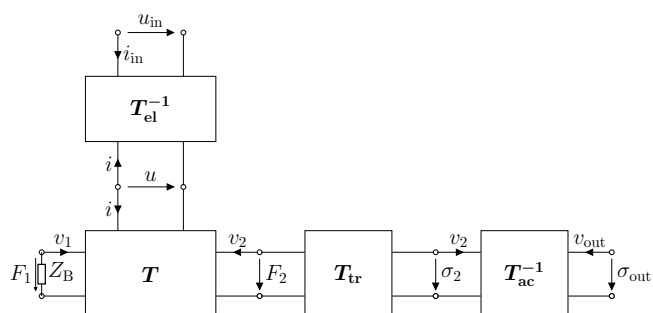 u_in
i_in
T_el^-1
i u
i
v_1 v_2 v_2 v_out
F_1 Z_B T F_2 T_tr σ_2 T_ac^-1 σ_out